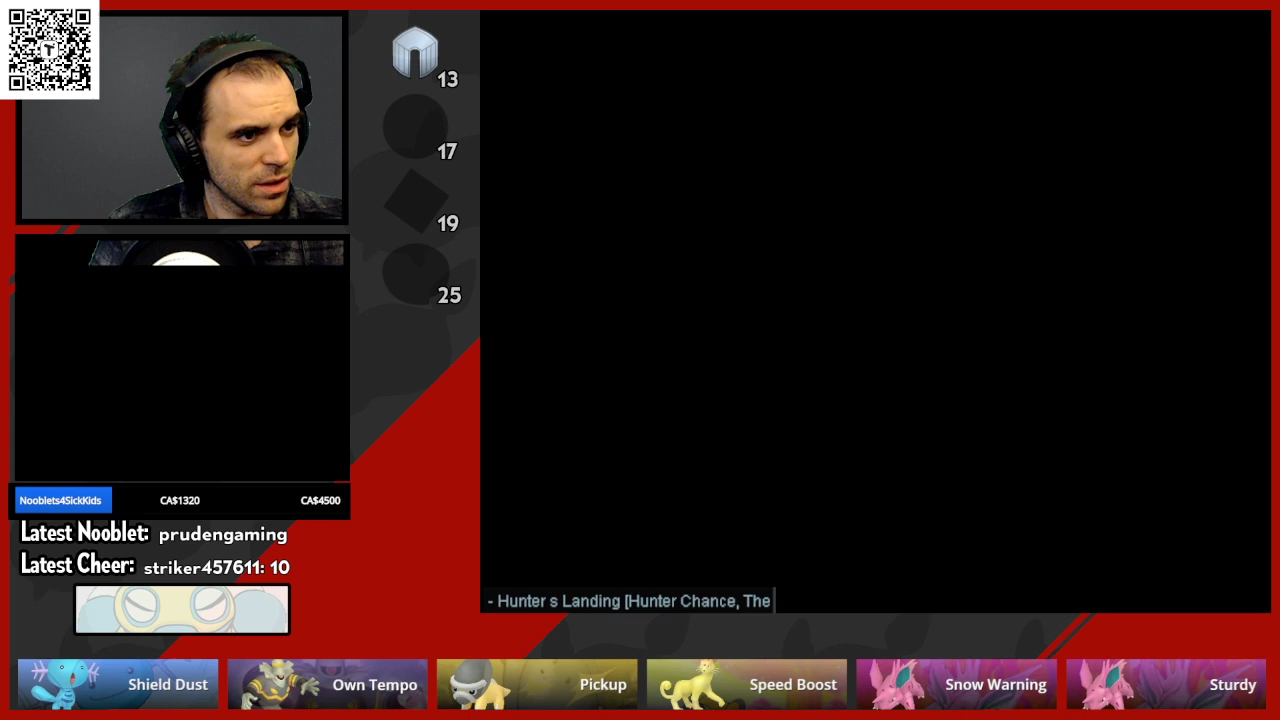 13
17
19
25
Nooblets4SickKids CA$1320 CA$4500
Latest Nooblet: prudengaming
Latest Cheer: striker457611: 10
- Hunter s Landing [Hunter Chance, The
Shield Dust
Own Tempo
Pickup
Speed Boost
Snow Warning
Sturdy